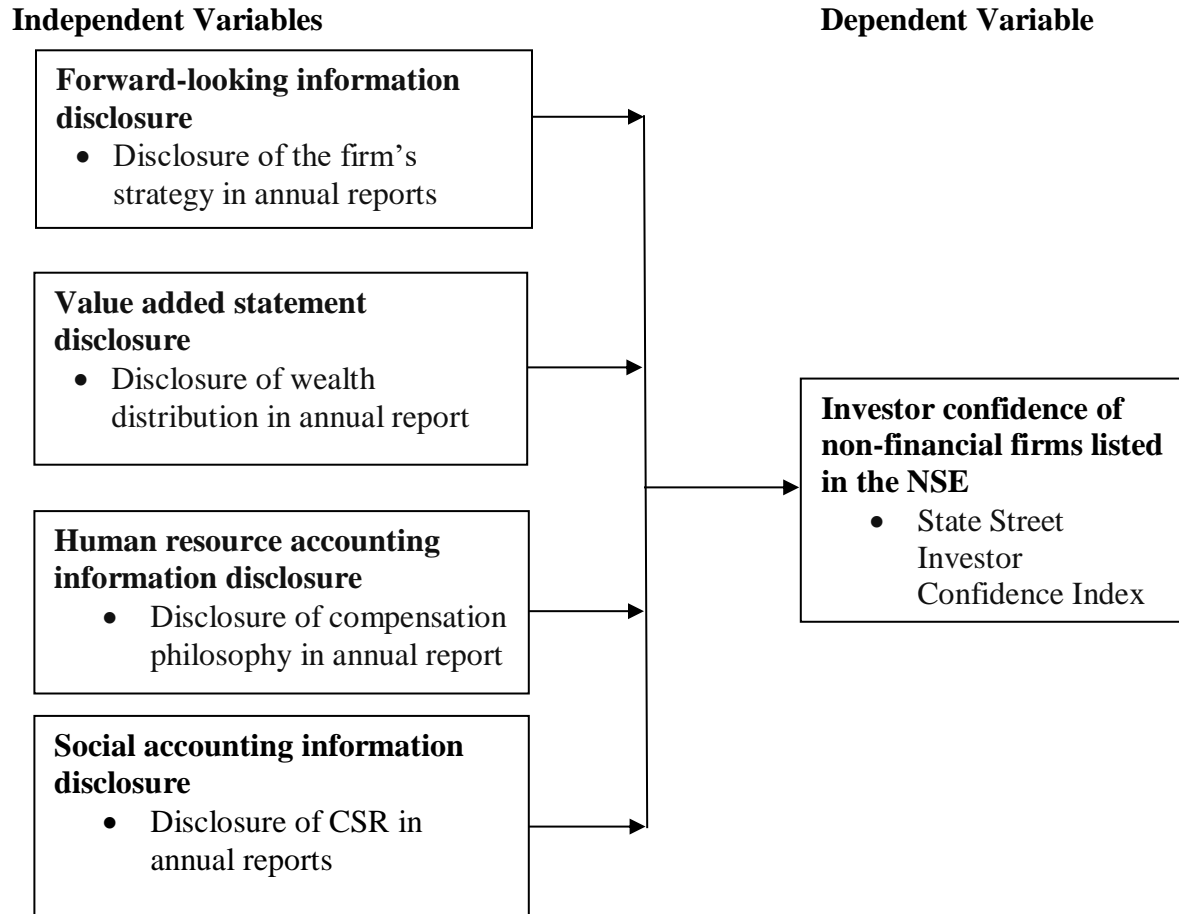 Independent Variables
Dependent Variable
Forward-looking information
disclosure
• Disclosure of the firm’s
strategy in annual reports
Value added statement
disclosure
• Disclosure of wealth
distribution in annual report
Human resource accounting
information disclosure
• Disclosure of compensation
philosophy in annual report
Social accounting information
disclosure
• Disclosure of CSR in
annual reports
Investor confidence of
non-financial firms listed
in the NSE
• State Street
Investor
Confidence Index